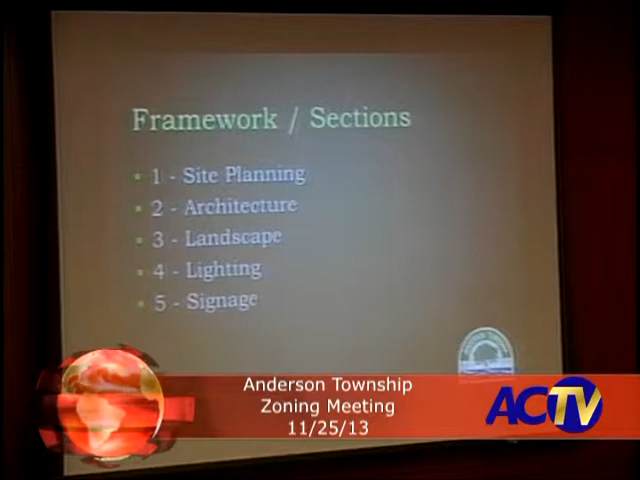 Framework / Sections
1 - Site Planning
2 - Architecture
3 - Landscape
4 - Lighting
5 - Signage
Anderson Township
Zoning Meeting
11/25/13
ACTV